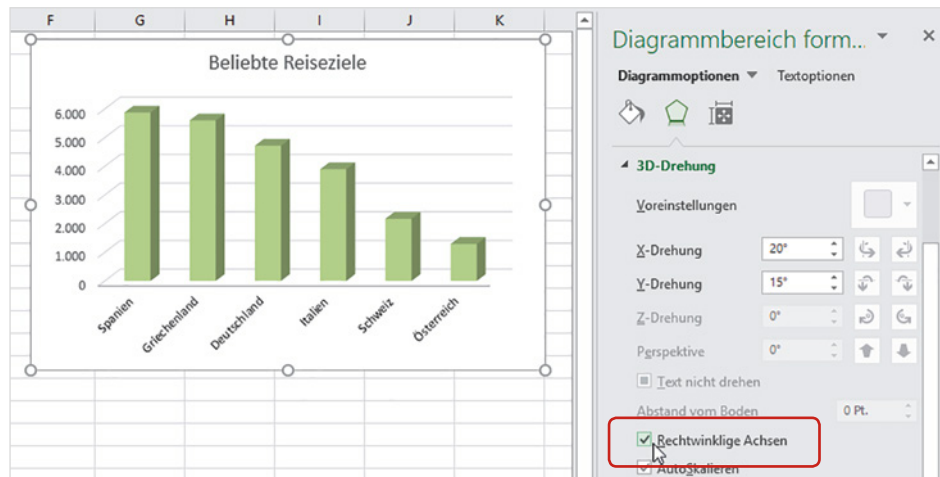 F G H I J K
Beliebte Reiseziele
6.000
5.000
4.000
3.000
2.000
1.000
0
Spanien
Griechenland
Deutschland
Italien
Schweiz
Österreich
Diagrammbereich form...
Diagrammoptionen Textoptionen
3D-Drehung
Voreinstellungen
X-Drehung 20°
Y-Drehung 15°
Z-Drehung 0°
Perspektive 0°
Text nicht drehen
Abstand vom Boden 0 Pt.
Rechtwinklige Achsen
AutoSkalieren